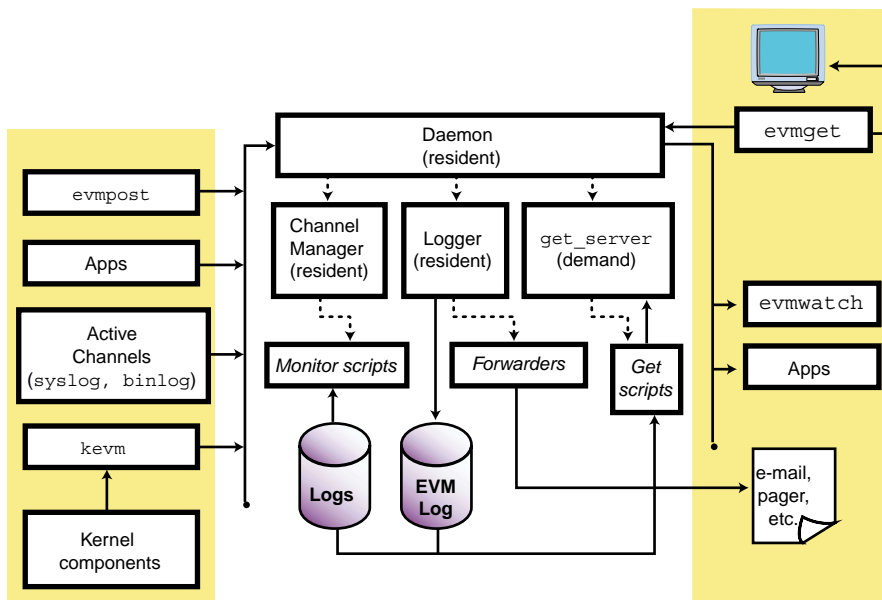 evmget
Daemon
(resident)
evmpost
Channel
Manager
(resident)
Logger
(resident)
get_server
(demand)
Apps
Active
Channels
(syslog, binlog)
evmwatch
Monitor scripts
Forwarders
Get
scripts
Apps
kevm
Logs
EVM
Log
e-mail,
pager,
etc.
Kernel
components